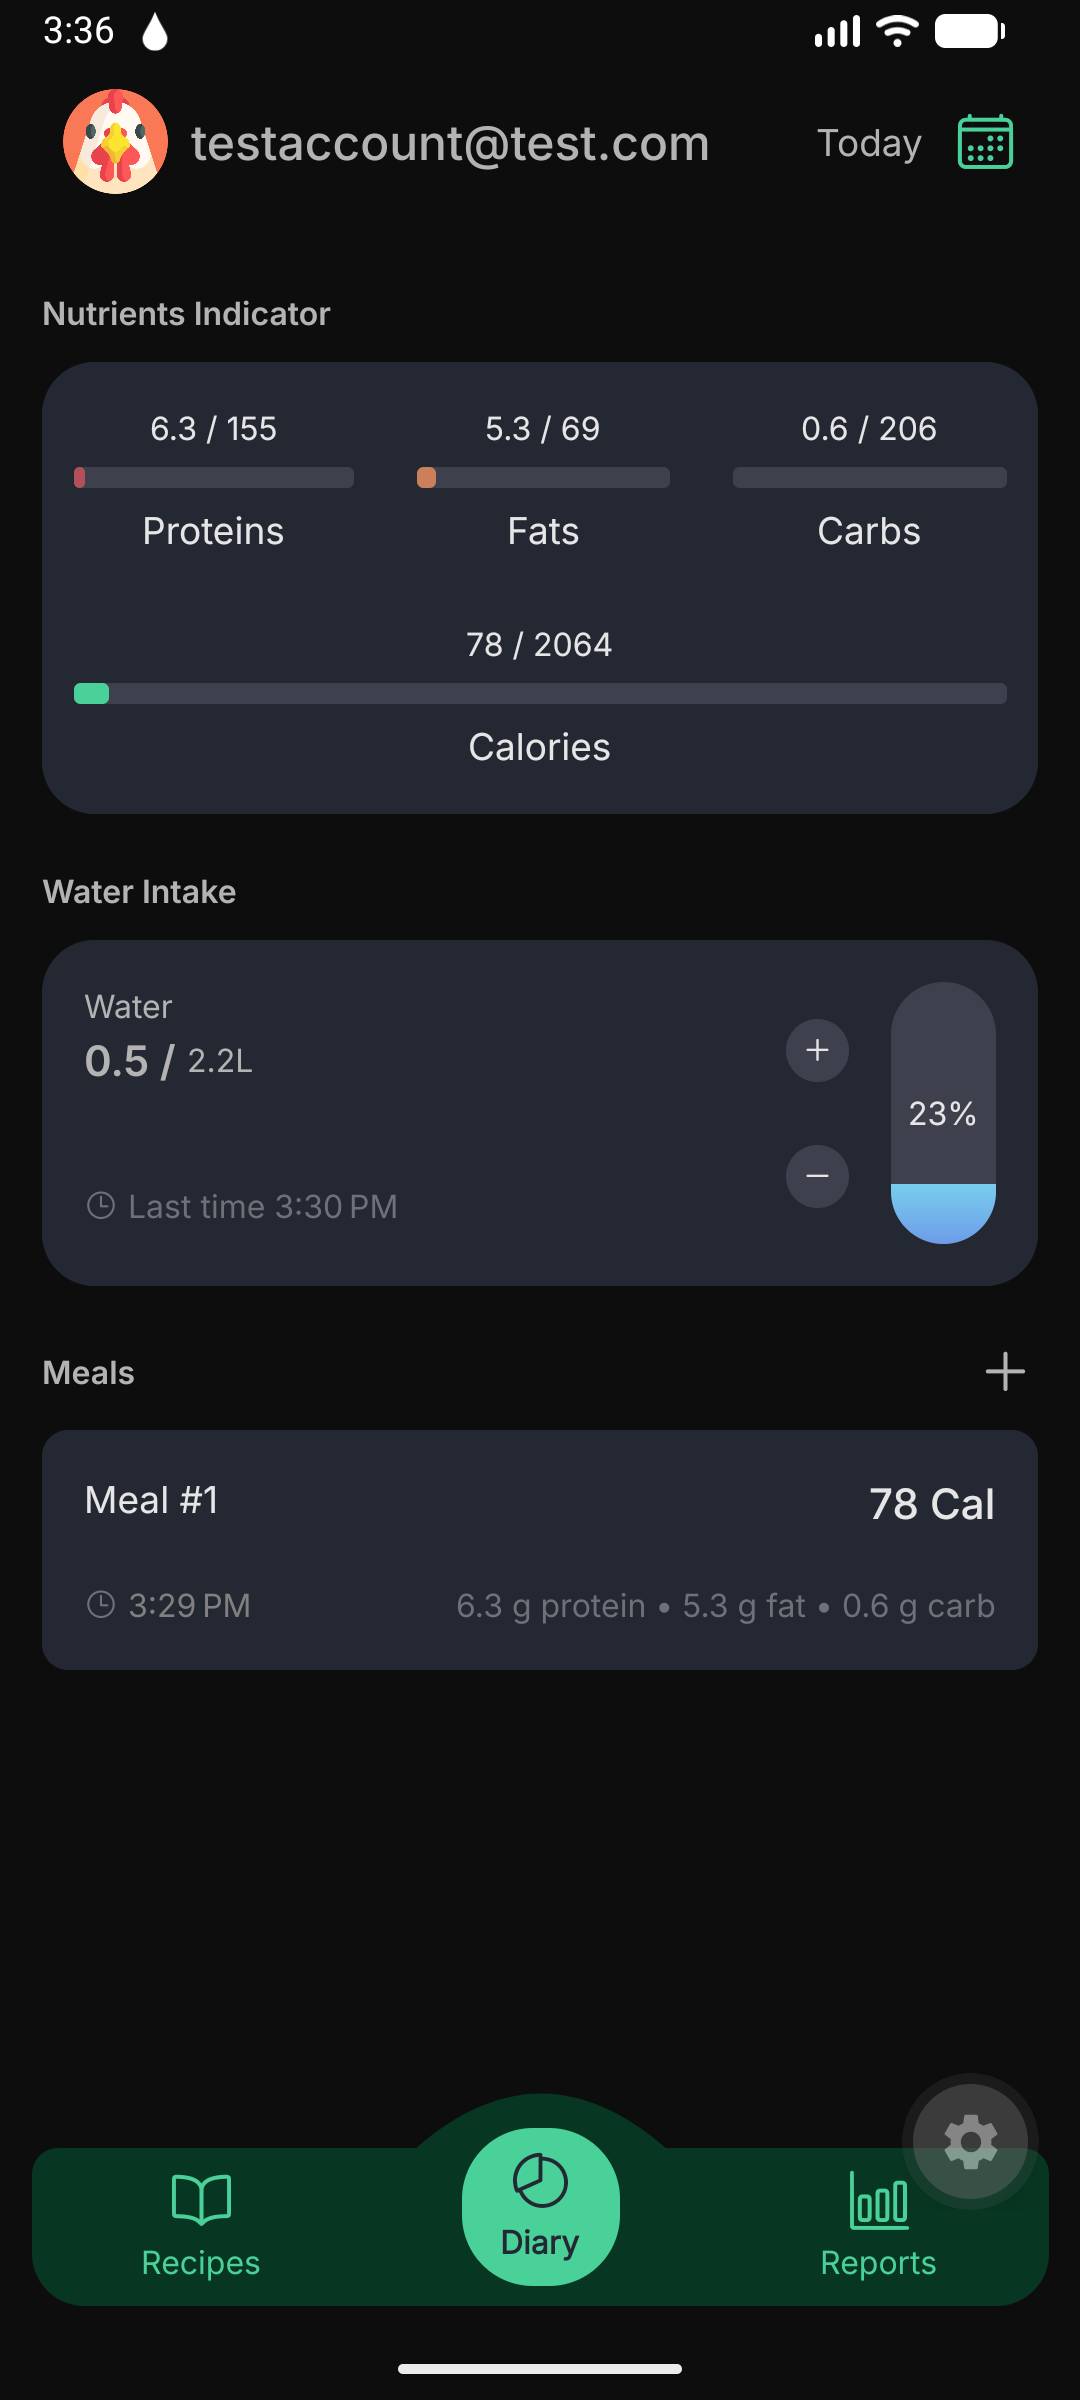 3:36
testaccount@test.com
Today
Nutrients Indicator
6.3 / 155
5.3 / 69
0.6 / 206
Proteins
Fats
Carbs
78 / 2064
Calories
Water Intake
Water
0.5 / 2.2L
23%
Last time 3:30 PM
Meals
Meal #1
78 Cal
3:29 PM
6.3 g protein • 5.3 g fat • 0.6 g carb
Recipes
Diary
Reports